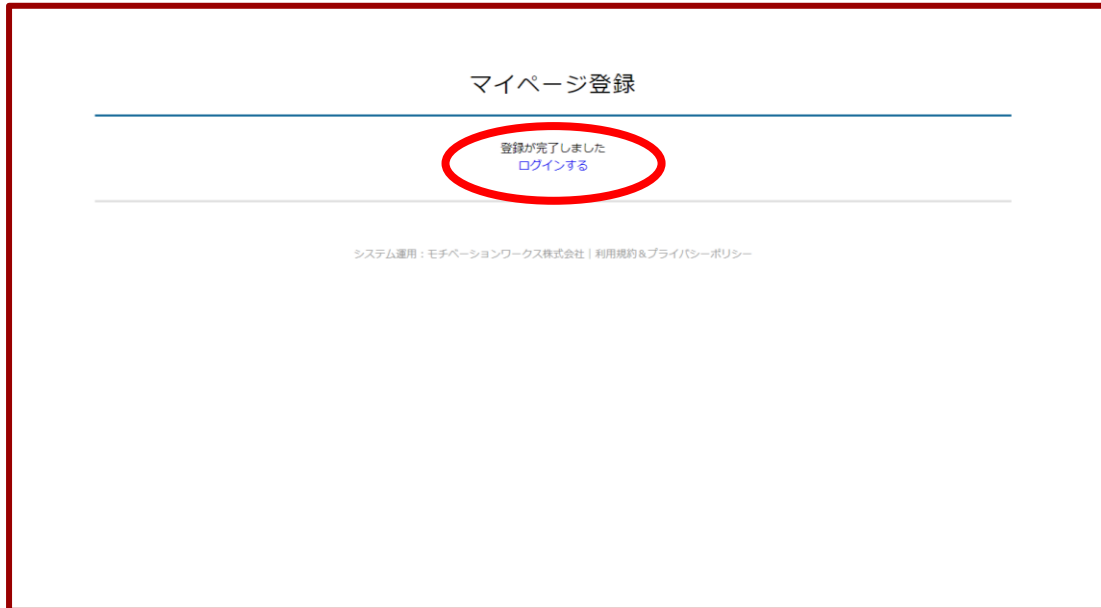 マイページ登録
登録が完了しました
ログインする
システム運用：モチベーションワークス株式会社｜利用規約&プライバシーポリシー